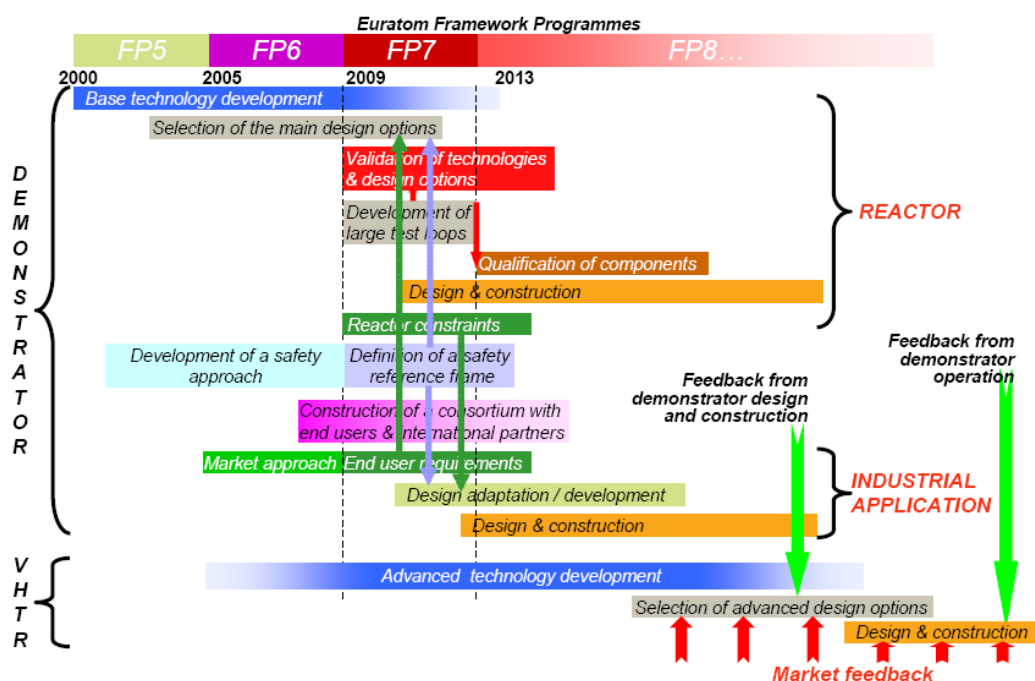 Euratom Framework Programmes
FP5 FP6 FP7 FP8...
2000 2005 2009 2013
Base technology development
Selection of the main design options
Validation of technologies
& design options
Development of
large test loops
Qualification of components
Design & construction
Reactor constraints
Development of a safety
approach
Definition of a safety
reference frame
Construction of a consortium with
end users & international partners
Market approach
End user requirements
Design adaptation / development
Design & construction
DEMONSTRATOR
REACTOR
Feedback from
demonstrator design
and construction
Feedback from
demonstrator
operation
INDUSTRIAL
APPLICATION
VHTR
Advanced technology development
Selection of advanced design options
Design & construction
Market feedback